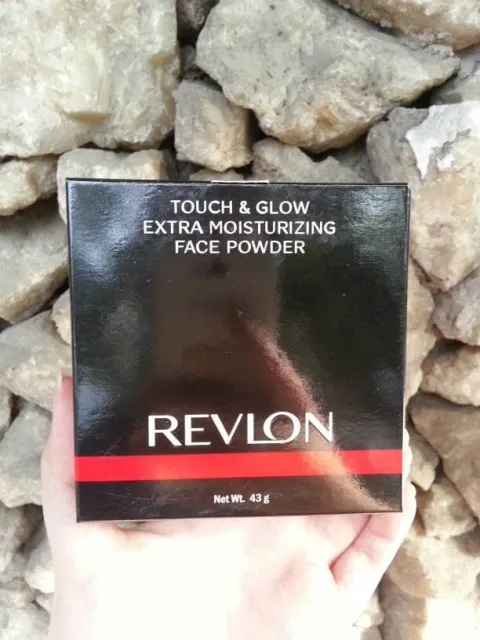 TOUCH & GLOW
EXTRA MOISTURIZING
FACE POWDER
REVLON
Net Wt. 43 g